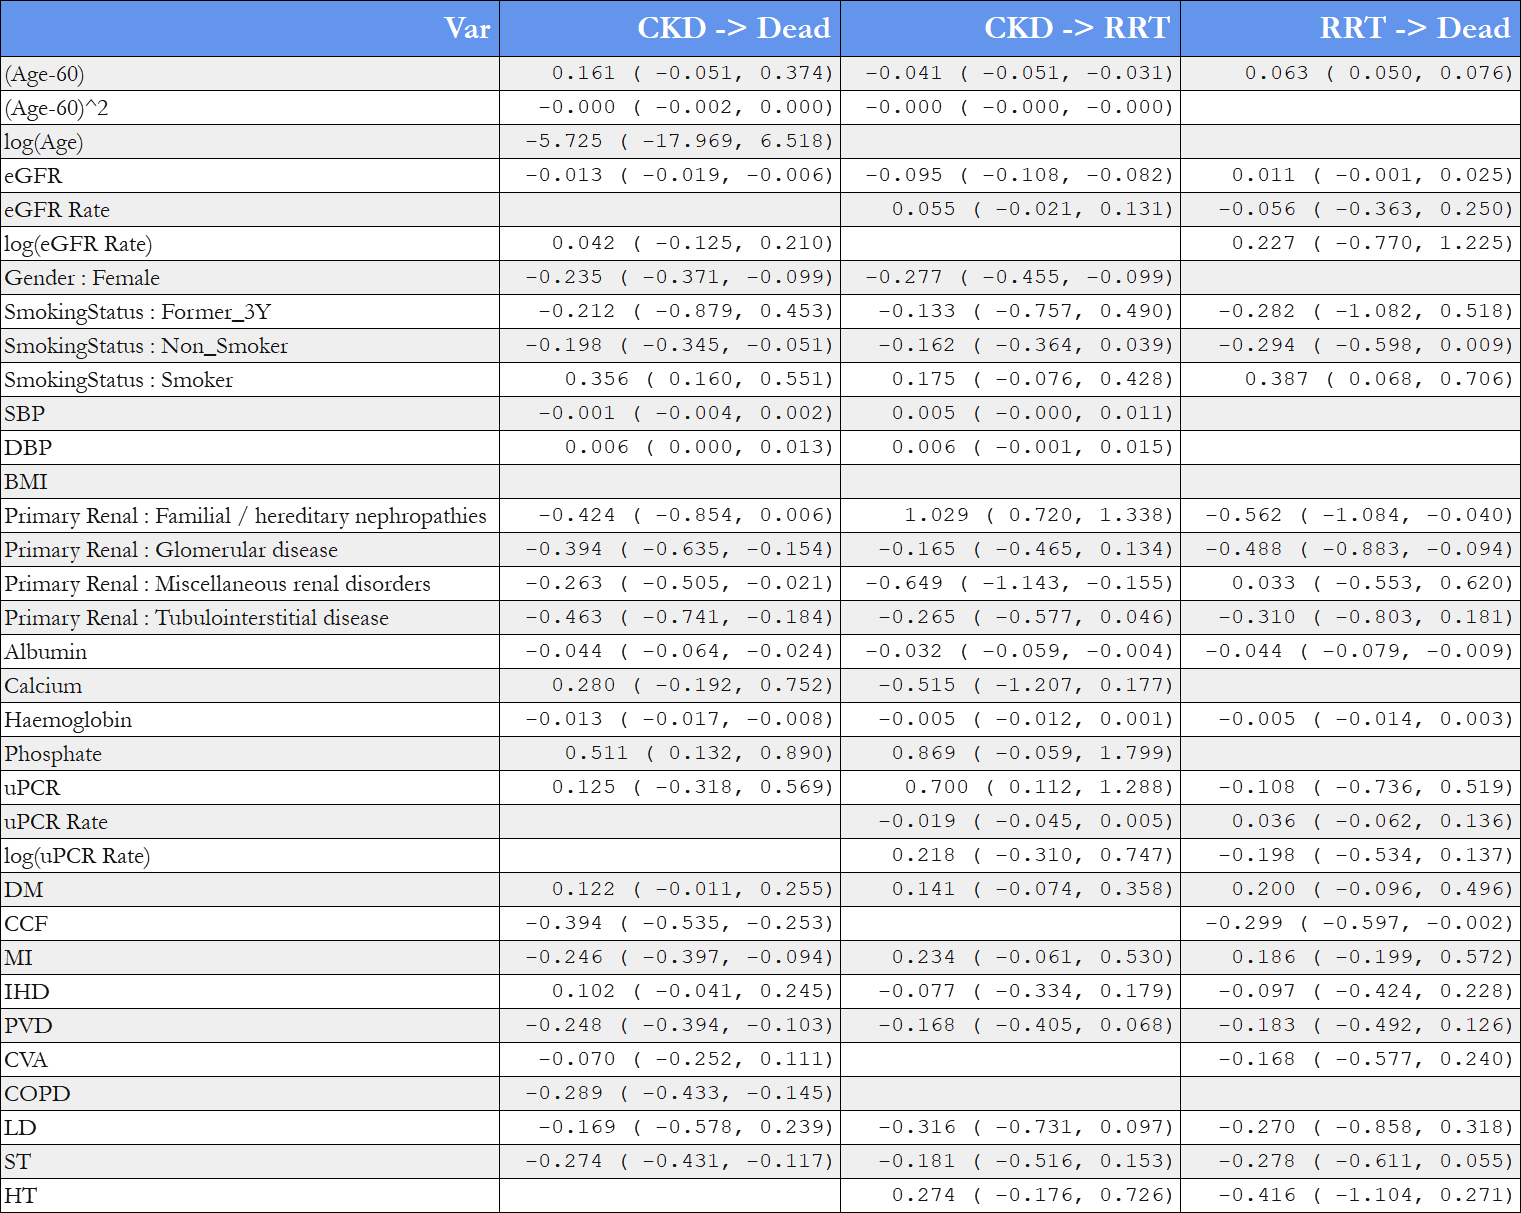 Var CKD -> Dead CKD -> RRT RRT -> Dead
(Age-60) 0.161 ( -0.051, 0.374) -0.041 ( -0.051, -0.031) 0.063 ( 0.050, 0.076)
(Age-60)^2 -0.000 ( -0.002, 0.000) -0.000 ( -0.000, -0.000)
log(Age) -5.725 ( -17.969, 6.518)
eGFR -0.013 ( -0.019, -0.006) -0.095 ( -0.108, -0.082) 0.011 ( -0.001, 0.025)
eGFR Rate 0.055 ( -0.021, 0.131) -0.056 ( -0.363, 0.250)
log(eGFR Rate) 0.042 ( -0.125, 0.210) 0.227 ( -0.770, 1.225)
Gender : Female -0.235 ( -0.371, -0.099) -0.277 ( -0.455, -0.099)
SmokingStatus : Former_3Y -0.212 ( -0.879, 0.453) -0.133 ( -0.757, 0.490) -0.282 ( -1.082, 0.518)
SmokingStatus : Non_Smoker -0.198 ( -0.345, -0.051) -0.162 ( -0.364, 0.039) -0.294 ( -0.598, 0.009)
SmokingStatus : Smoker 0.356 ( 0.160, 0.551) 0.175 ( -0.076, 0.428) 0.387 ( 0.068, 0.706)
SBP -0.001 ( -0.004, 0.002) 0.005 ( -0.000, 0.011)
DBP 0.006 ( 0.000, 0.013) 0.006 ( -0.001, 0.015)
BMI
Primary Renal : Familial / hereditary nephropathies -0.424 ( -0.854, 0.006) 1.029 ( 0.720, 1.338) -0.562 ( -1.084, -0.040)
Primary Renal : Glomerular disease -0.394 ( -0.635, -0.154) -0.165 ( -0.465, 0.134) -0.488 ( -0.883, -0.094)
Primary Renal : Miscellaneous renal disorders -0.263 ( -0.505, -0.021) -0.649 ( -1.143, -0.155) 0.033 ( -0.553, 0.620)
Primary Renal : Tubulointerstitial disease -0.463 ( -0.741, -0.184) -0.265 ( -0.577, 0.046) -0.310 ( -0.803, 0.181)
Albumin -0.044 ( -0.064, -0.024) -0.032 ( -0.059, -0.004) -0.044 ( -0.079, -0.009)
Calcium 0.280 ( -0.192, 0.752) -0.515 ( -1.207, 0.177)
Haemoglobin -0.013 ( -0.017, -0.008) -0.005 ( -0.012, 0.001) -0.005 ( -0.014, 0.003)
Phosphate 0.511 ( 0.132, 0.890) 0.869 ( -0.059, 1.799)
uPCR 0.125 ( -0.318, 0.569) 0.700 ( 0.112, 1.288) -0.108 ( -0.736, 0.519)
uPCR Rate -0.019 ( -0.045, 0.005) 0.036 ( -0.062, 0.136)
log(uPCR Rate) 0.218 ( -0.310, 0.747) -0.198 ( -0.534, 0.137)
DM 0.122 ( -0.011, 0.255) 0.141 ( -0.074, 0.358) 0.200 ( -0.096, 0.496)
CCF -0.394 ( -0.535, -0.253) -0.299 ( -0.597, -0.002)
MI -0.246 ( -0.397, -0.094) 0.234 ( -0.061, 0.530) 0.186 ( -0.199, 0.572)
IHD 0.102 ( -0.041, 0.245) -0.077 ( -0.334, 0.179) -0.097 ( -0.424, 0.228)
PVD -0.248 ( -0.394, -0.103) -0.168 ( -0.405, 0.068) -0.183 ( -0.492, 0.126)
CVA -0.070 ( -0.252, 0.111) -0.168 ( -0.577, 0.240)
COPD -0.289 ( -0.433, -0.145)
LD -0.169 ( -0.578, 0.239) -0.316 ( -0.731, 0.097) -0.270 ( -0.858, 0.318)
ST -0.274 ( -0.431, -0.117) -0.181 ( -0.516, 0.153) -0.278 ( -0.611, 0.055)
HT 0.274 ( -0.176, 0.726) -0.416 ( -1.104, 0.271)